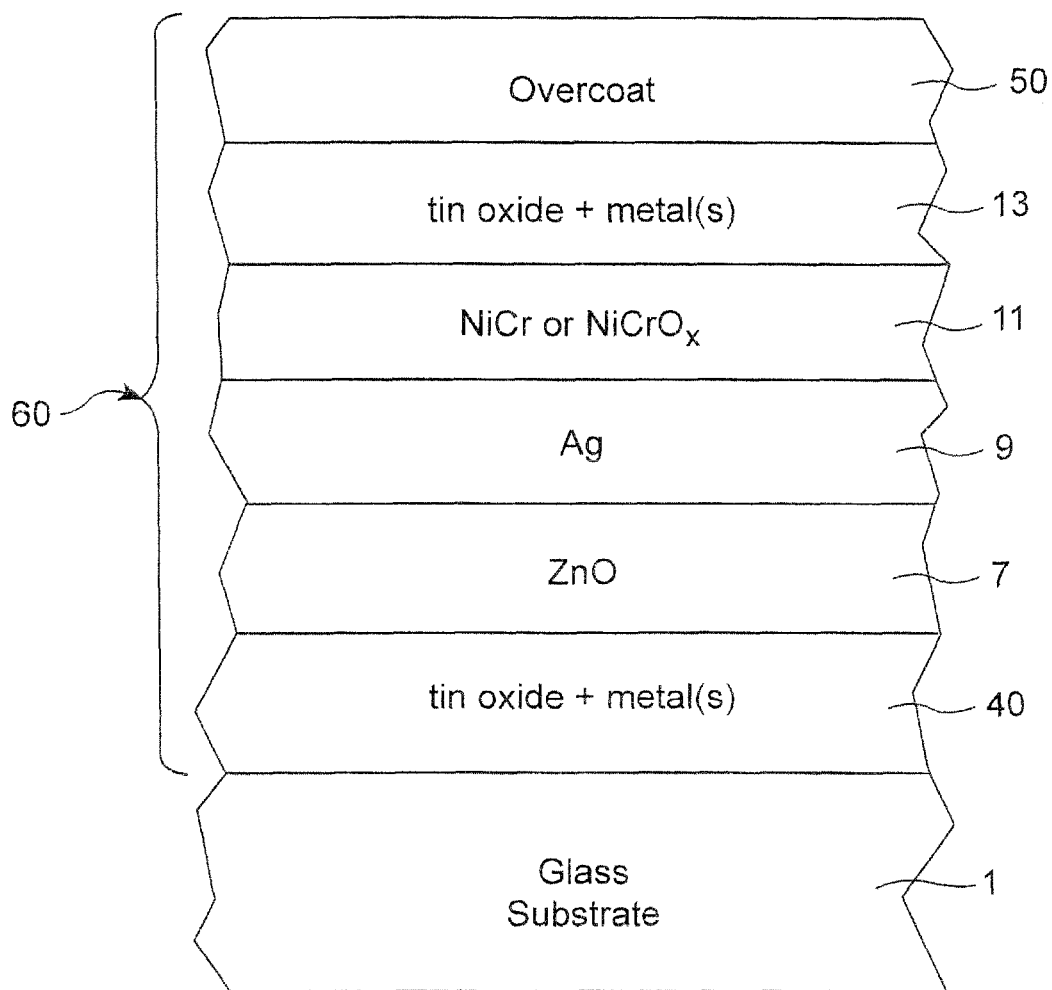 Overcoat 50
tin oxide + metal(s) 13
NiCr or NiCrOx 11
60
Ag 9
ZnO 7
tin oxide + metal(s) 40
Glass 1
Substrate